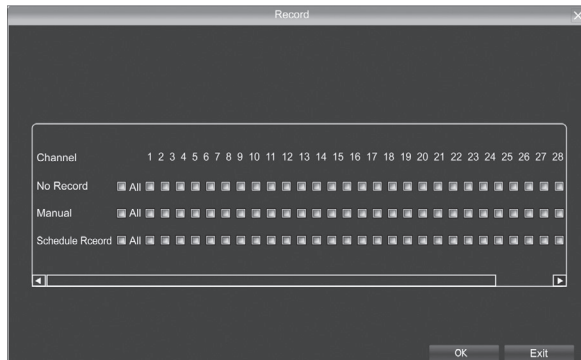 Record
Channel 1 2 3 4 5 6 7 8 9 10 11 12 13 14 15 16 17 18 19 20 21 22 23 24 25 26 27 28
No Record All
Manual All
Schedule Rceord All
OK Exit